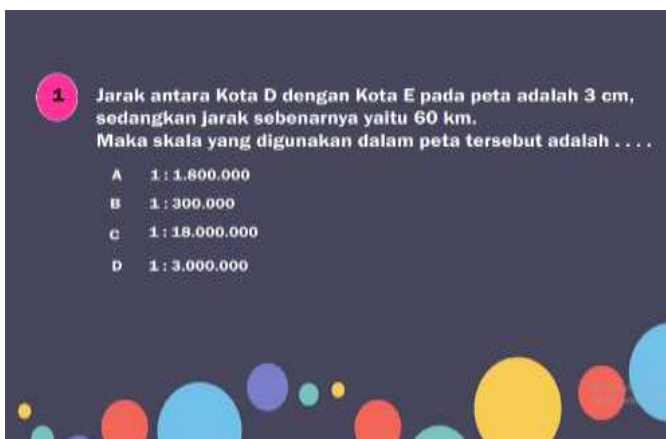 1
Jarak antara Kota D dengan Kota E pada peta adalah 3 cm,
sedangkan jarak sebenarnya yaitu 60 km.
Maka skala yang digunakan dalam peta tersebut adalah . . . .
A 1 : 1.800.000
B 1 : 300.000
C 1 : 18.000.000
D 1 : 3.000.000